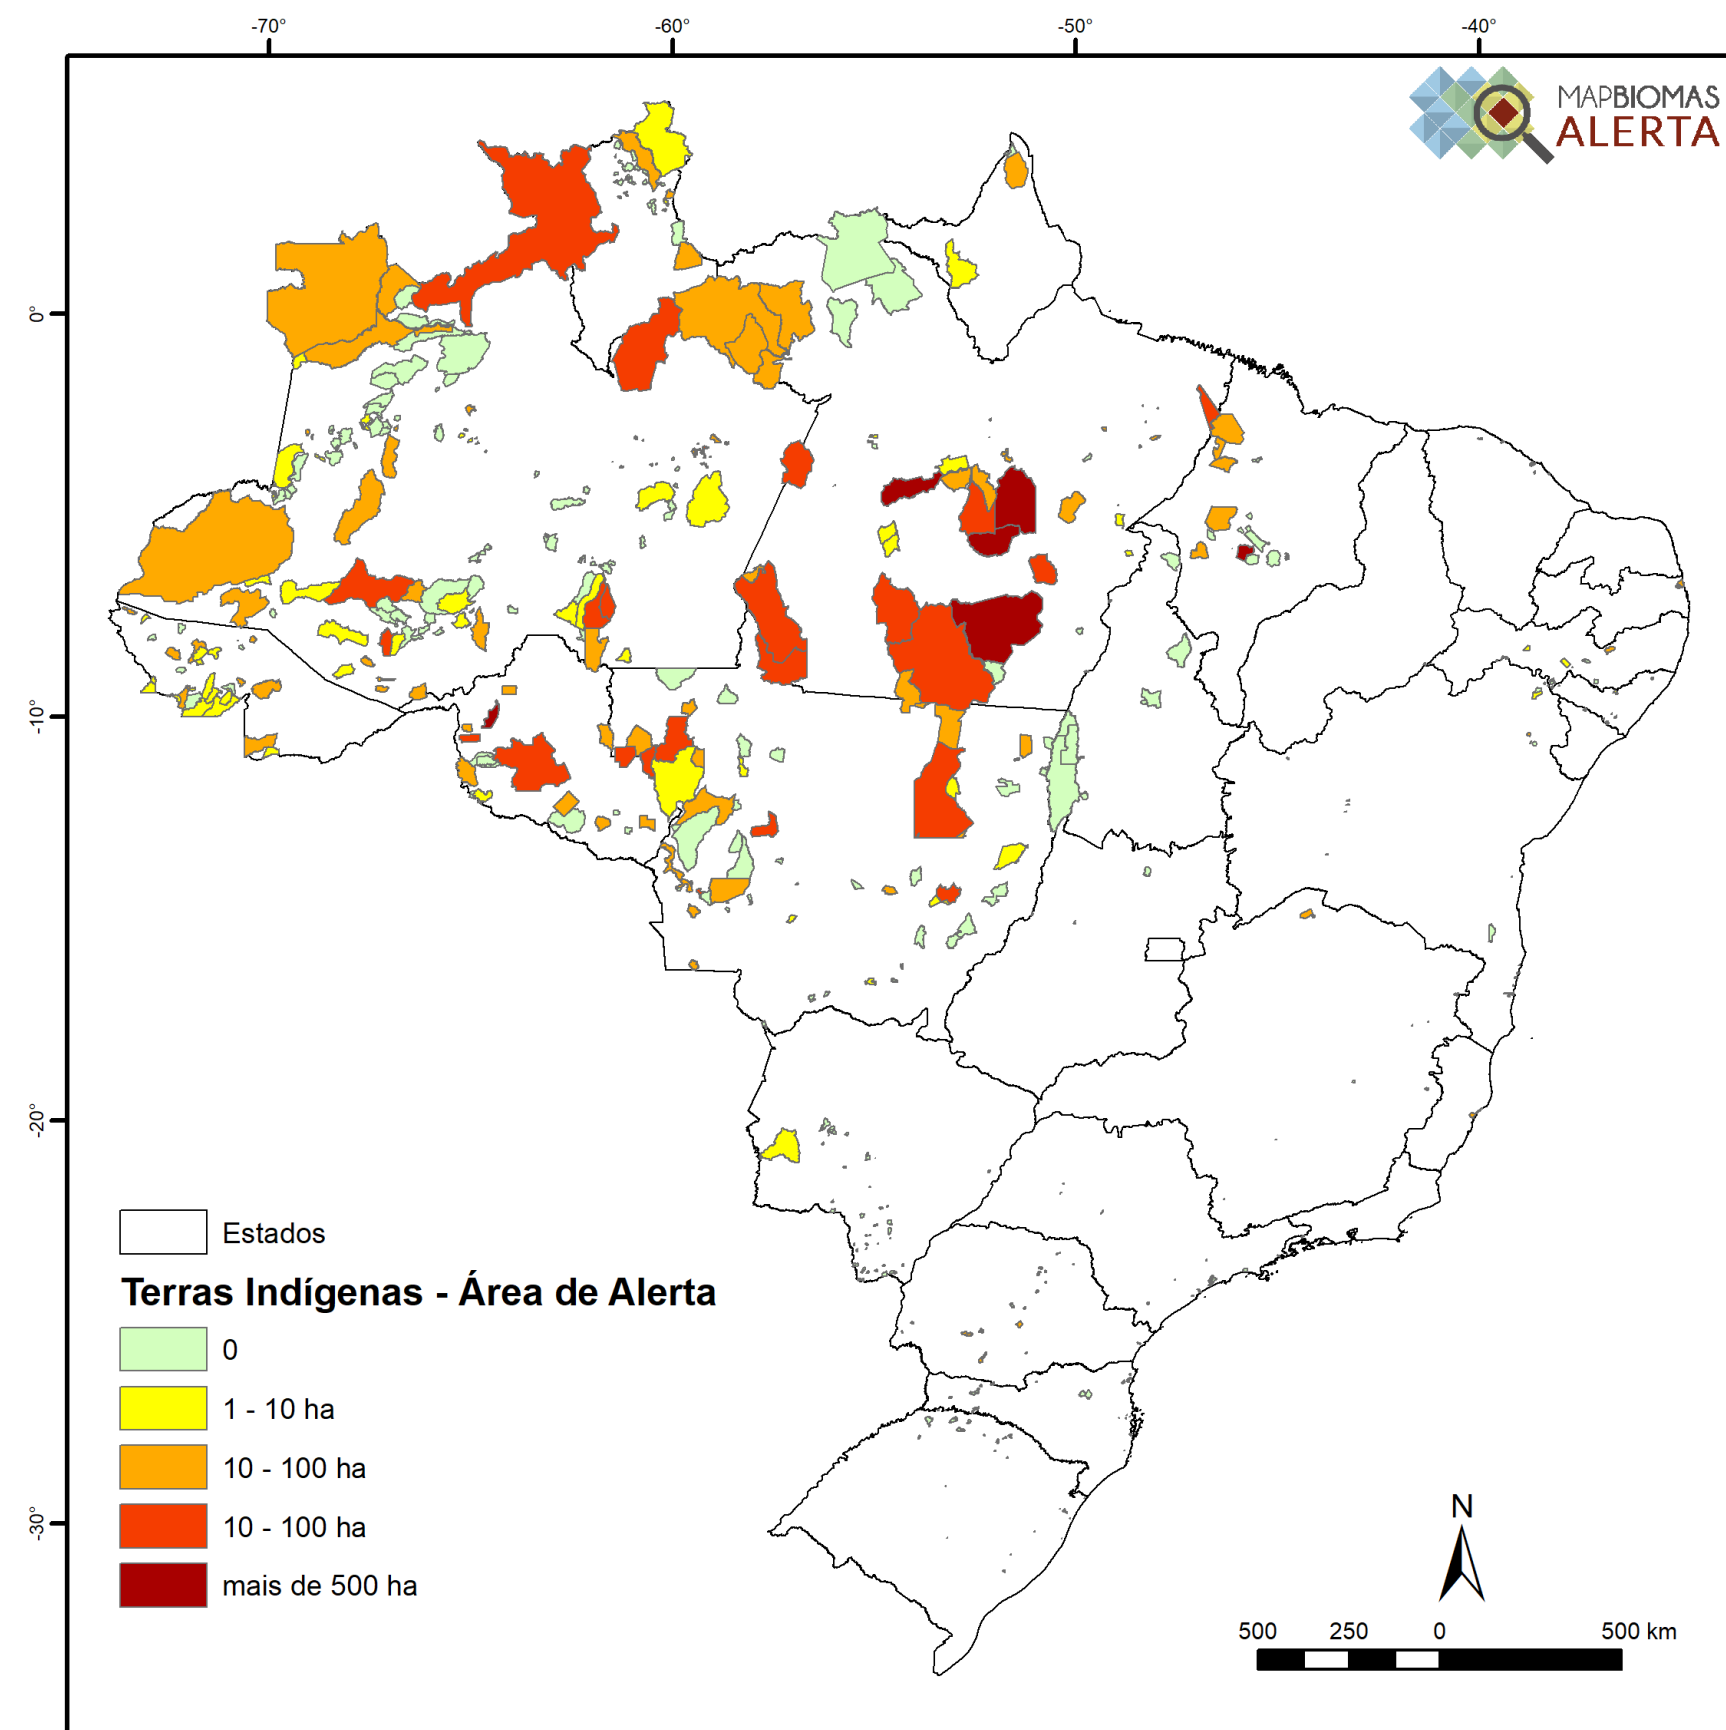 -70°
-60°
-50°
-40°
MAPBIOMAS
ALERTA
0°
-10°
-20°
-30°
Estados
Terras Indígenas - Área de Alerta
0
1 - 10 ha
10 - 100 ha
10 - 100 ha
mais de 500 ha
N
500 250 0 500 km